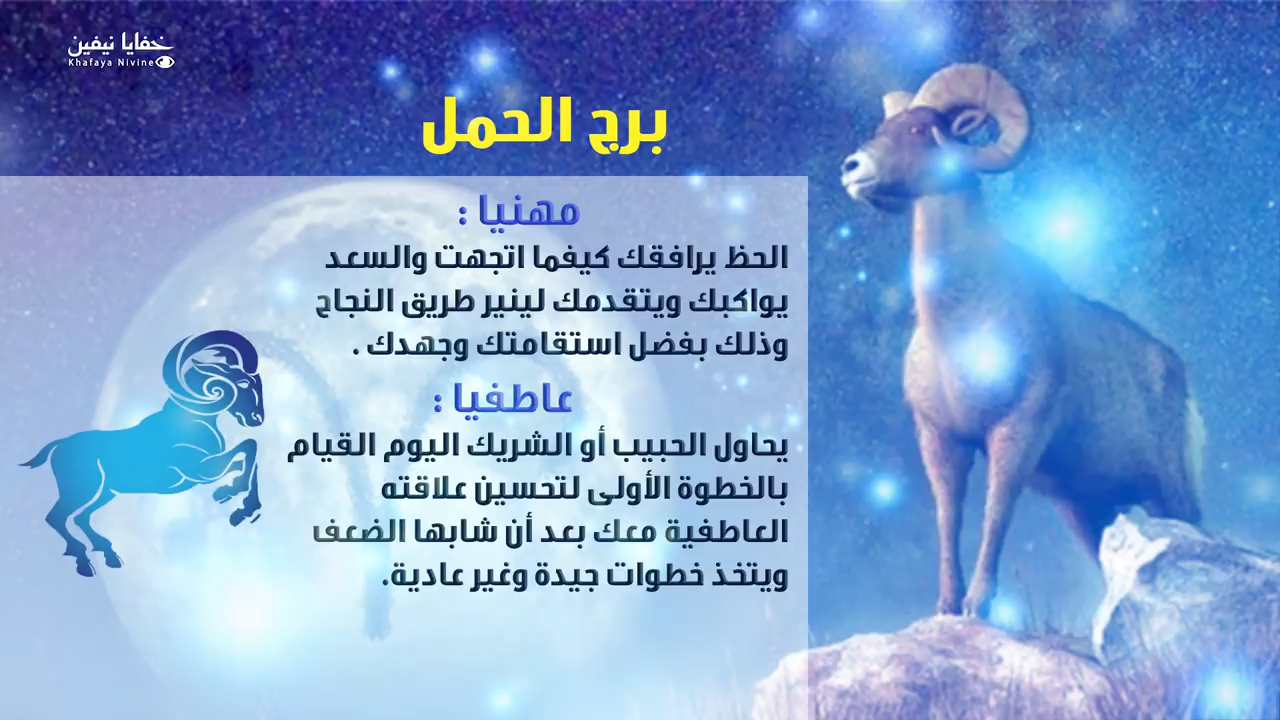 خفايا نيفين
Khafaya Nivine
برج الحمل
مهنيا :
الحظ يرافقك كيفما اتجهت والسعد
يواكبك ويتقدمك لينير طريق النجاح
وذلك بفضل استقامتك وجهدك .
عاطفيا :
يحاول الحبيب أو الشريك اليوم القيام
بالخطوة الأولى لتحسين علاقته
العاطفية معك بعد أن شابها الضعف
ويتخذ خطوات جيدة وغير عادية.